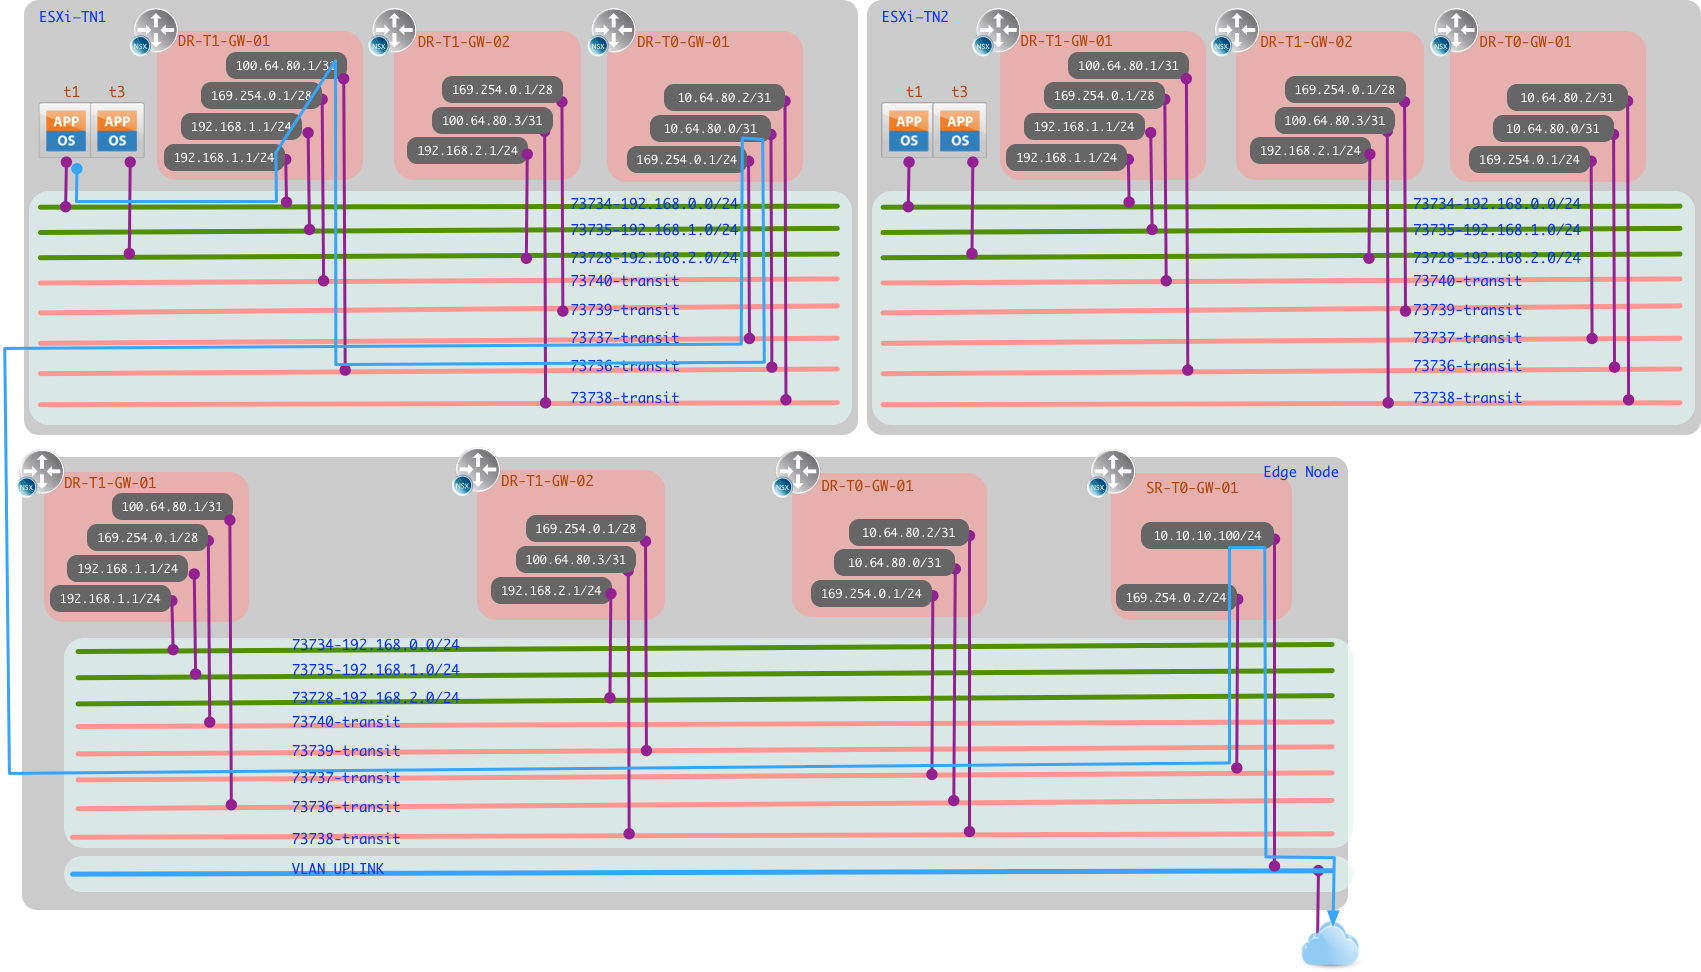 ESXi-TN1
DR-T1-GW-01
100.64.80.1/31
169.254.0.1/28
192.168.1.1/24
192.168.1.1/24
NSX
DR-T1-GW-02
169.254.0.1/28
100.64.80.3/31
192.168.2.1/24
NSX
DR-T0-GW-01
10.64.80.2/31
10.64.80.0/31
169.254.0.1/24
NSX
t1
t3
APP
OS
APP
OS
73734-192.168.0.0/24
73735-192.168.1.0/24
73728-192.168.2.0/24
73740-transit
73739-transit
73737-transit
73736-transit
73738-transit
ESXi-TN2
DR-T1-GW-01
100.64.80.1/31
169.254.0.1/28
192.168.1.1/24
192.168.1.1/24
NSX
DR-T1-GW-02
169.254.0.1/28
100.64.80.3/31
192.168.2.1/24
NSX
DR-T0-GW-01
10.64.80.2/31
10.64.80.0/31
169.254.0.1/24
NSX
t1
t3
APP
OS
APP
OS
73734-192.168.0.0/24
73735-192.168.1.0/24
73728-192.168.2.0/24
73740-transit
73739-transit
73737-transit
73736-transit
73738-transit
Edge Node
DR-T1-GW-01
100.64.80.1/31
169.254.0.1/28
192.168.1.1/24
192.168.1.1/24
NSX
DR-T1-GW-02
169.254.0.1/28
100.64.80.3/31
192.168.2.1/24
NSX
DR-T0-GW-01
10.64.80.2/31
10.64.80.0/31
169.254.0.1/24
NSX
SR-T0-GW-01
10.10.10.100/24
169.254.0.2/24
NSX
73734-192.168.0.0/24
73735-192.168.1.0/24
73728-192.168.2.0/24
73740-transit
73739-transit
73737-transit
73736-transit
73738-transit
VLAN UPLINK